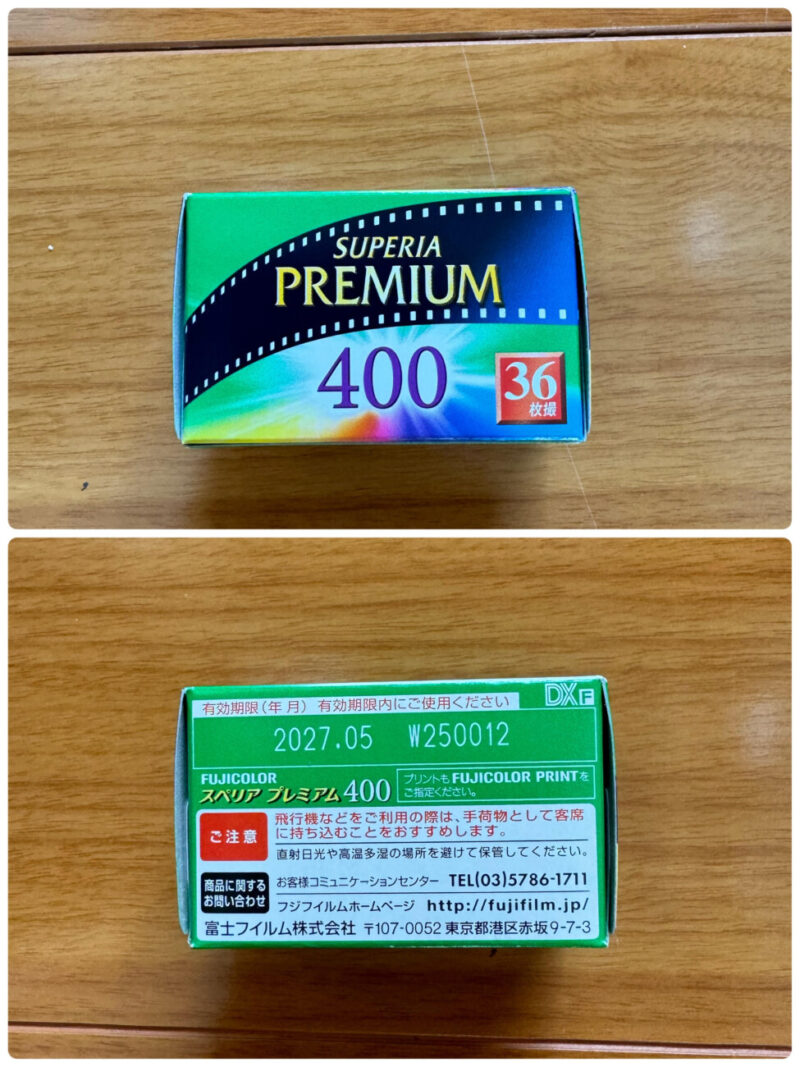 SUPERIA
PREMIUM
400
36
枚撮
有効期限(年月) 有効期限内にご使用ください
DX F
2027.05 W250012
FUJICOLOR
スペリア プレミアム 400
プリントも FUJICOLOR PRINT を
ご指定ください。
ご注意
飛行機などをご利用の際は、手荷物として客席
に持ち込むことをおすすめします。
直射日光や高温多湿の場所を避けて保管してください。
商品に関する
お問い合わせ
お客様コミュニケーションセンター TEL(03)5786-1711
フジフイルムホームページ http://fujifilm.jp/
富士フイルム株式会社 〒107-0052 東京都港区赤坂9-7-3